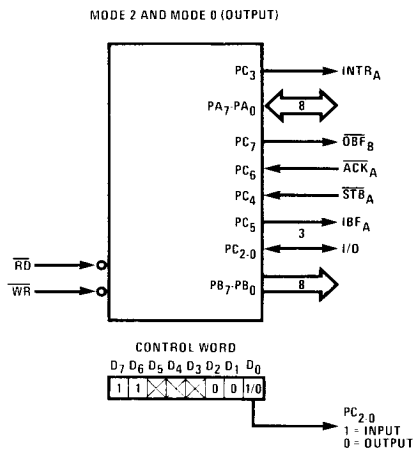 MODE 2 AND MODE 0 (OUTPUT)
PC3 INTRA
PA7-PA0 8
PC7 OBFB
PC6 ACKA
PC4 STBA
PC5 IBFA
3
PC2-0 I/O
RD
WR
PB7-PB0 8
CONTROL WORD
D7 D6 D5 D4 D3 D2 D1 D0
1 1 0 0 1/0
PC2-0
1 = INPUT
0 = OUTPUT